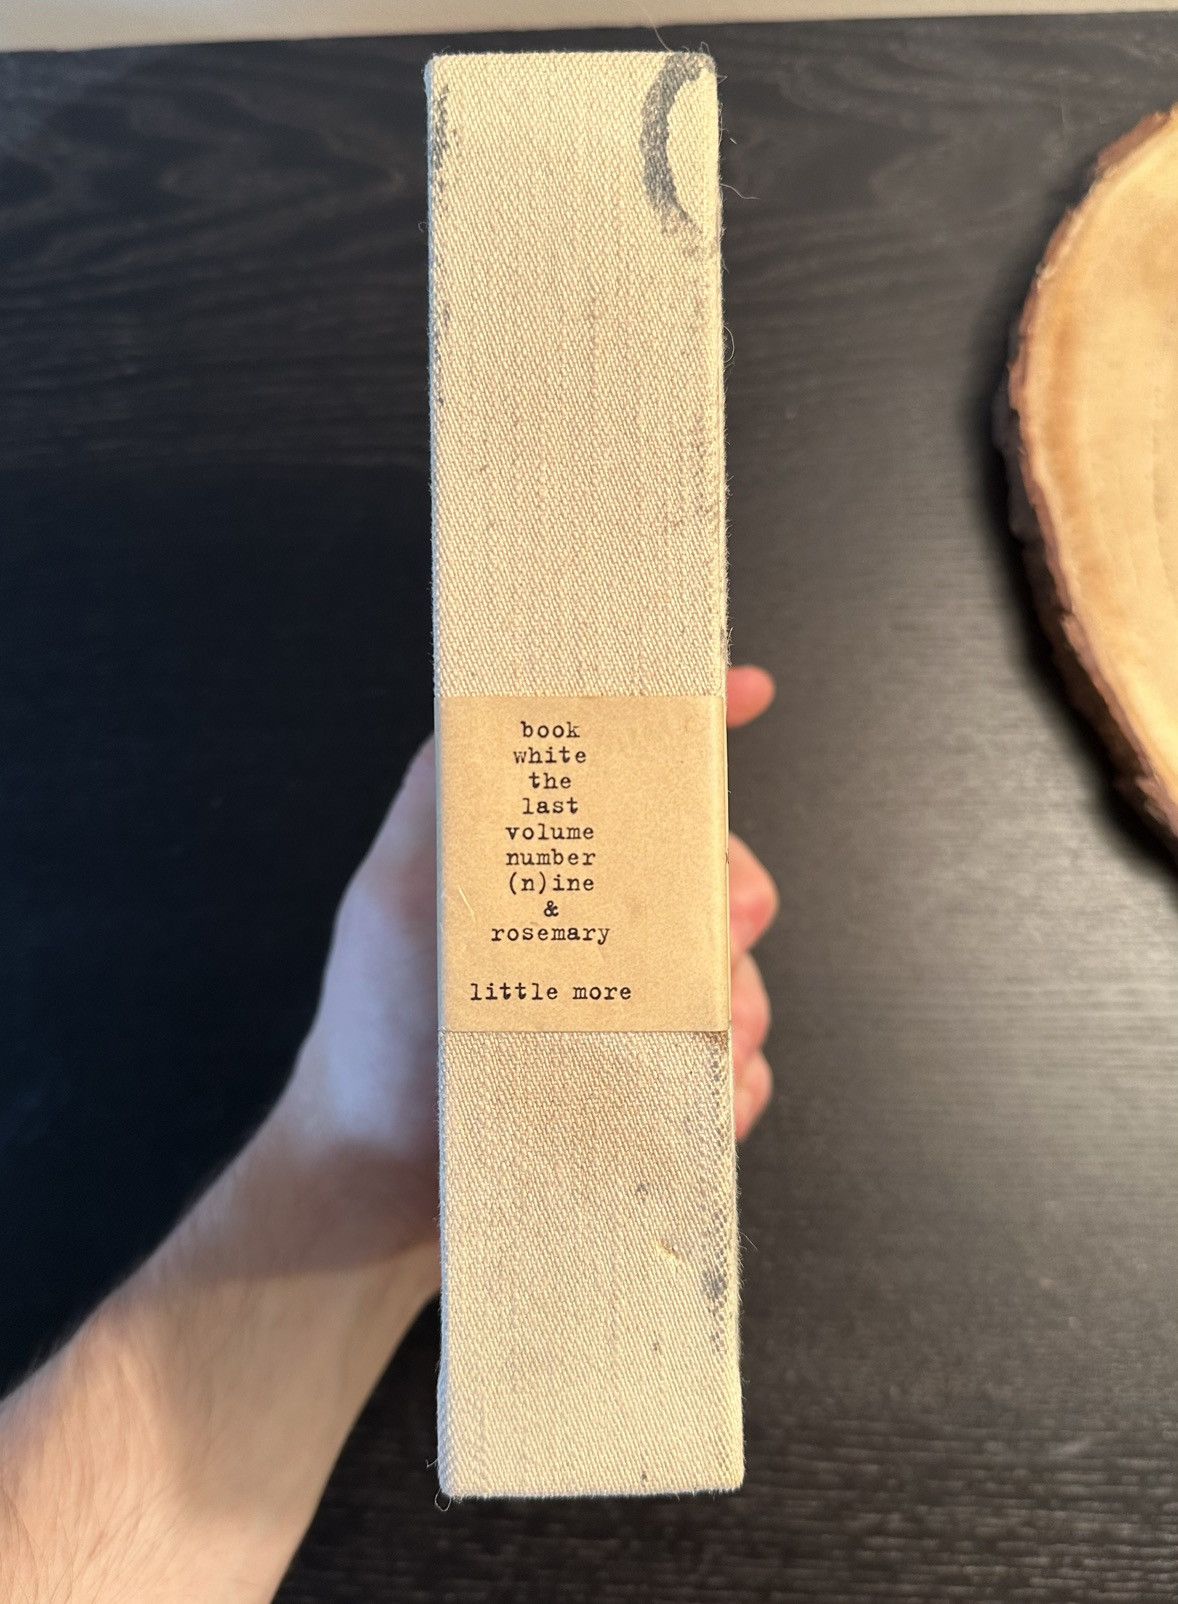 book
white
the
last
volume
number
(n)ine
&
rosemary
little more